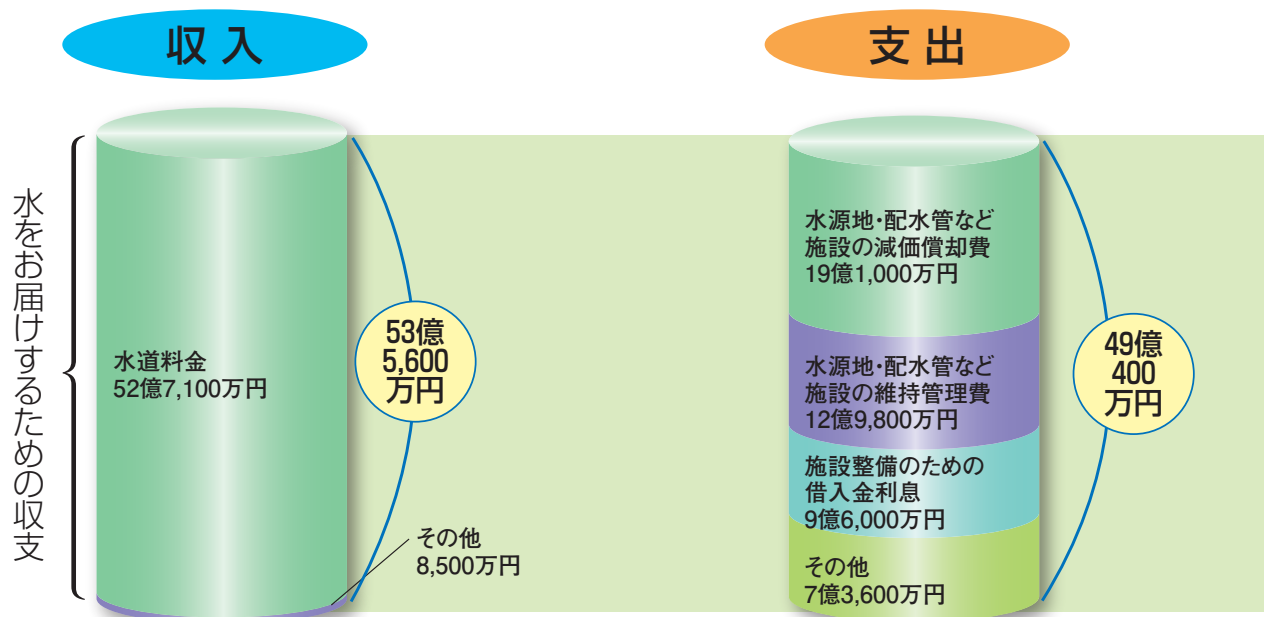 収入
支出
水をお届けするための収支
水道料金
52億7,100万円
53億
5,600
万円
その他
8,500万円
水源地・配水管など
施設の減価償却費
19億1,000万円
水源地・配水管など
施設の維持管理費
12億9,800万円
施設整備のための
借入金利息
9億6,000万円
その他
7億3,600万円
49億
400
万円